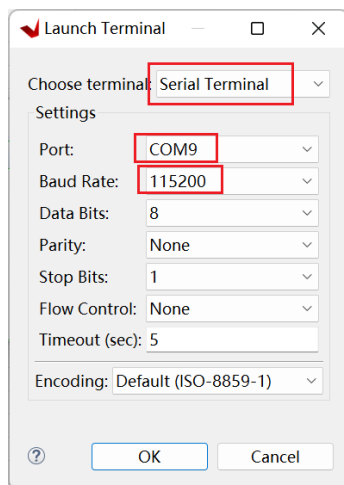 Launch Terminal
Choose terminal: Serial Terminal
Settings
Port: COM9
Baud Rate: 115200
Data Bits: 8
Parity: None
Stop Bits: 1
Flow Control: None
Timeout (sec): 5
Encoding: Default (ISO-8859-1)
OK Cancel